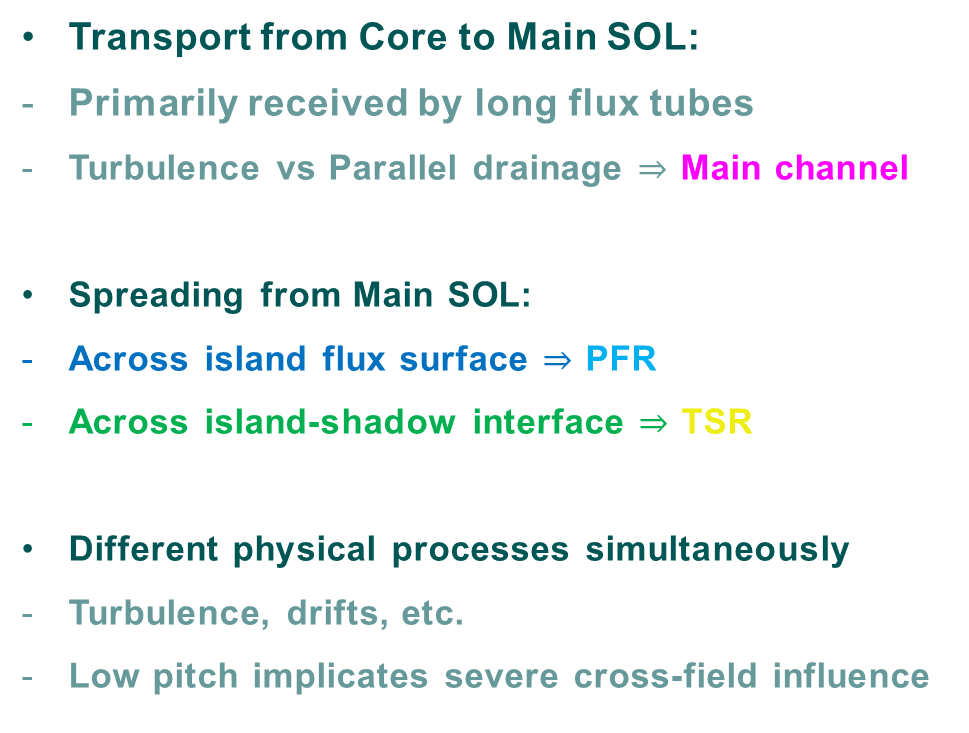 • Transport from Core to Main SOL:
- Primarily received by long flux tubes
- Turbulence vs Parallel drainage ⇒ Main channel
• Spreading from Main SOL:
- Across island flux surface ⇒ PFR
- Across island-shadow interface ⇒ TSR
• Different physical processes simultaneously
- Turbulence, drifts, etc.
- Low pitch implicates severe cross-field influence